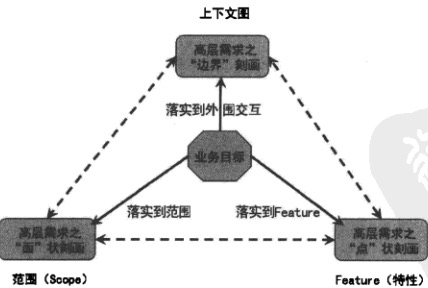 上下文图
高层需求之
“边界”刻画
落实到外围交互
业务目标
落实到范围
落实到Feature
高层需求之
“面”状刻画
高层需求之
“点”状刻画
范围（Scope）
Feature（特性）